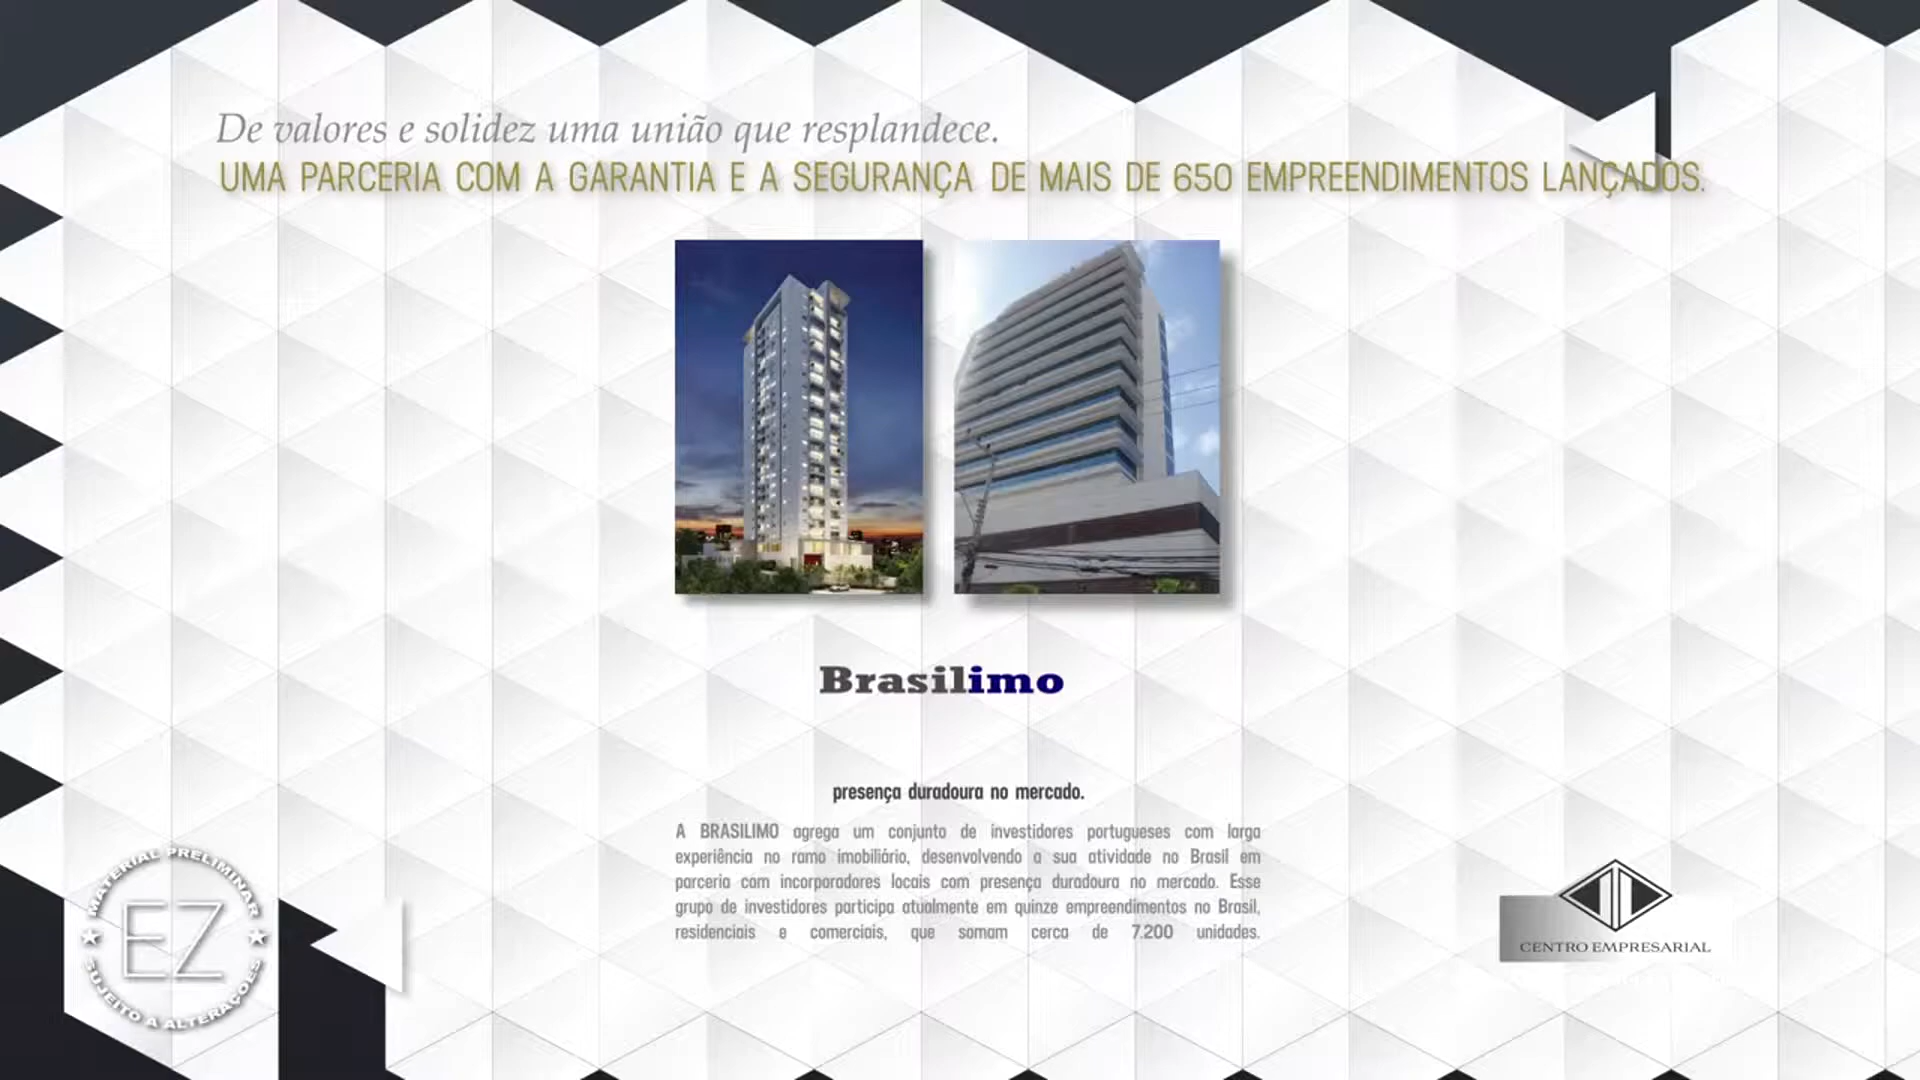 De valores e solidez uma união que resplandece.
UMA PARCERIA COM A GARANTIA E A SEGURANÇA DE MAIS DE 650 EMPREENDIMENTOS LANÇADOS.
Brasilimo
presença duradoura no mercado.
A BRASILIMO agrega um conjunto de investidores portugueses com larga
experiência no ramo imobiliário, desenvolvendo a sua atividade no Brasil em
parceria com incorporadores locais com presença duradoura no mercado. Esse
grupo de investidores participa atualmente em quinze empreendimentos no Brasil,
residenciais e comerciais, que somam cerca de 7.200 unidades.
MATERIAL PRELIMINAR
EZ
SUJEITO A ALTERAÇÕES
CENTRO EMPRESARIAL